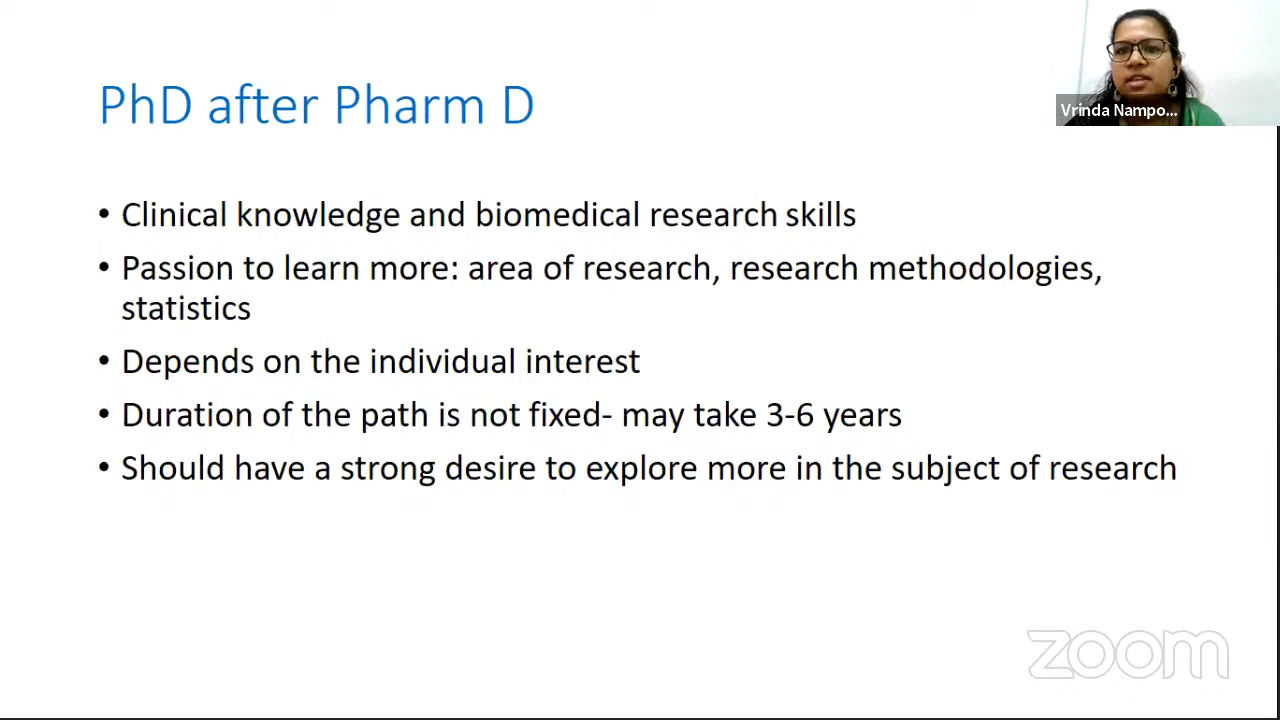 PhD after Pharm D
Vrinda Nampo...
• Clinical knowledge and biomedical research skills
• Passion to learn more: area of research, research methodologies,
statistics
• Depends on the individual interest
• Duration of the path is not fixed- may take 3-6 years
• Should have a strong desire to explore more in the subject of research
zoom